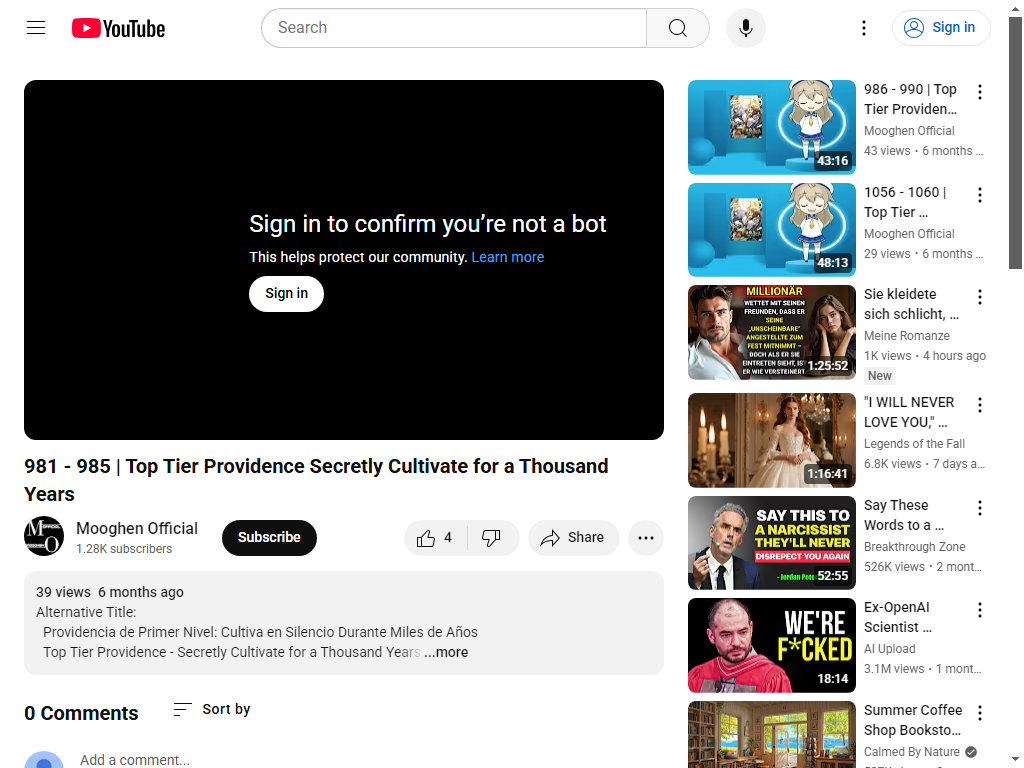 YouTube
Search
Sign in
Sign in to confirm you're not a bot
This helps protect our community. Learn more
Sign in
981 - 985 | Top Tier Providence Secretly Cultivate for a Thousand
Years
Mooghen Official
1.28K subscribers
Subscribe
4
Share
39 views 6 months ago
Alternative Title:
Providencia de Primer Nivel: Cultiva en Silencio Durante Miles de Años
Top Tier Providence - Secretly Cultivate for a Thousand Years ...more
0 Comments
Sort by
Add a comment...
43:16
986 - 990 | Top
Tier Providen...
Mooghen Official
43 views • 6 months ...
48:13
1056 - 1060 |
Top Tier ...
Mooghen Official
29 views • 6 months ...
MILLIONÄR
WETTET MIT SEINEN
FREUNDEN, DASS ER
SEINE
„UNSCHEINBARE"
ANGESTELLTE ZUM
FEST MITNIMMT –
DOCH ALS ER SIE
EINTRETEN SIEHT, IST
ER WIE VERSTEINERT
1:25:52
Sie kleidete
sich schlicht, ...
Meine Romanze
1K views • 4 hours ago
New
1:16:41
"I WILL NEVER
LOVE YOU," ...
Legends of the Fall
6.8K views • 7 days a...
SAY THIS TO
A NARCISSIST
THEY'LL NEVER
DISREPECT YOU AGAIN
- Jordan Pete
52:55
Say These
Words to a ...
Breakthrough Zone
526K views • 2 mont...
WE'RE
F*CKED
18:14
Ex-OpenAI
Scientist ...
AI Upload
3.1M views • 1 mont...
Summer Coffee
Shop Booksto...
Calmed By Nature